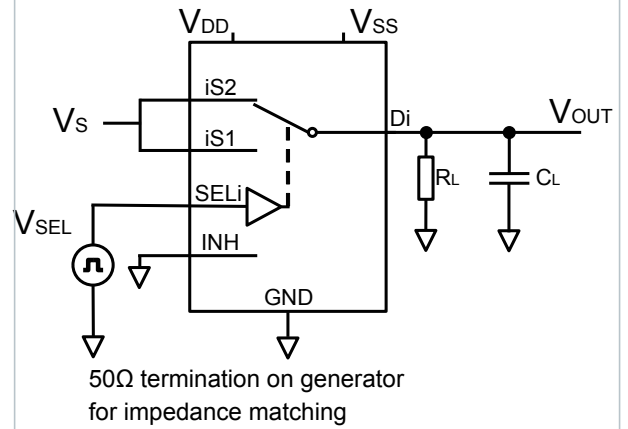 VDD
VSS
iS2
VS
iS1
Di
VOUT
RL
CL
SELi
VSEL
INH
GND
50Ω termination on generator
for impedance matching